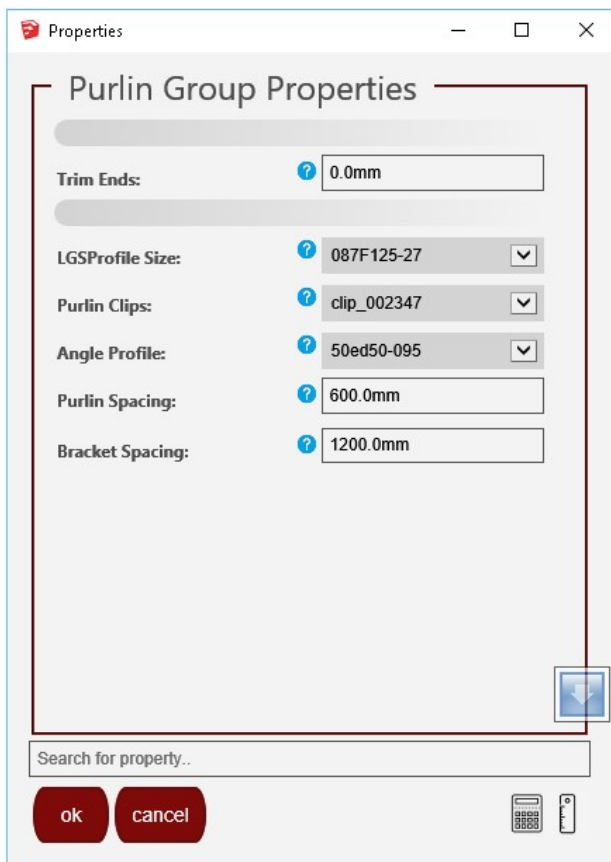 Properties
Purlin Group Properties
Trim Ends: ? 0.0mm
LGSProfile Size: ? 087F125-27
Purlin Clips: ? clip_002347
Angle Profile: ? 50ed50-095
Purlin Spacing: ? 600.0mm
Bracket Spacing: ? 1200.0mm
Search for property..
ok cancel